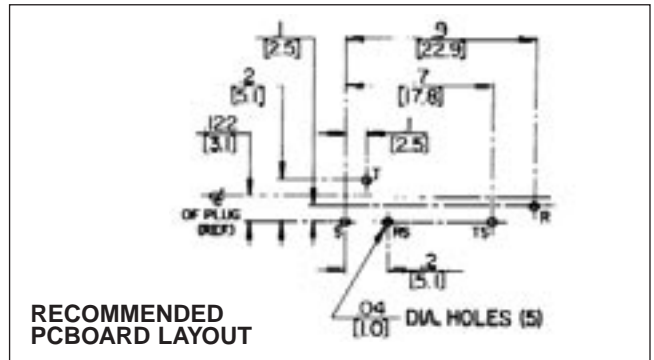 .1
[2.5]
.9
[22.9]
.2
[5.1]
.7
[17.8]
.122
[3.1]
.1
[2.5]
T
OF PLUG
(REF)
S
RS
TS
R
.2
[5.1]
.04
[1.0]
DIA. HOLES (5)
RECOMMENDED
PCBOARD LAYOUT